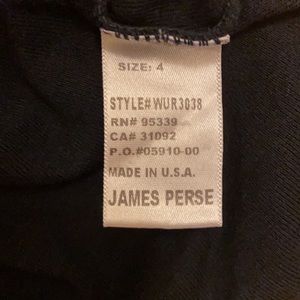 SIZE: 4
STYLE# WUR3038
RN# 95339
CA# 31092
P.O.#05910-00
MADE IN U.S.A.
JAMES PERSE